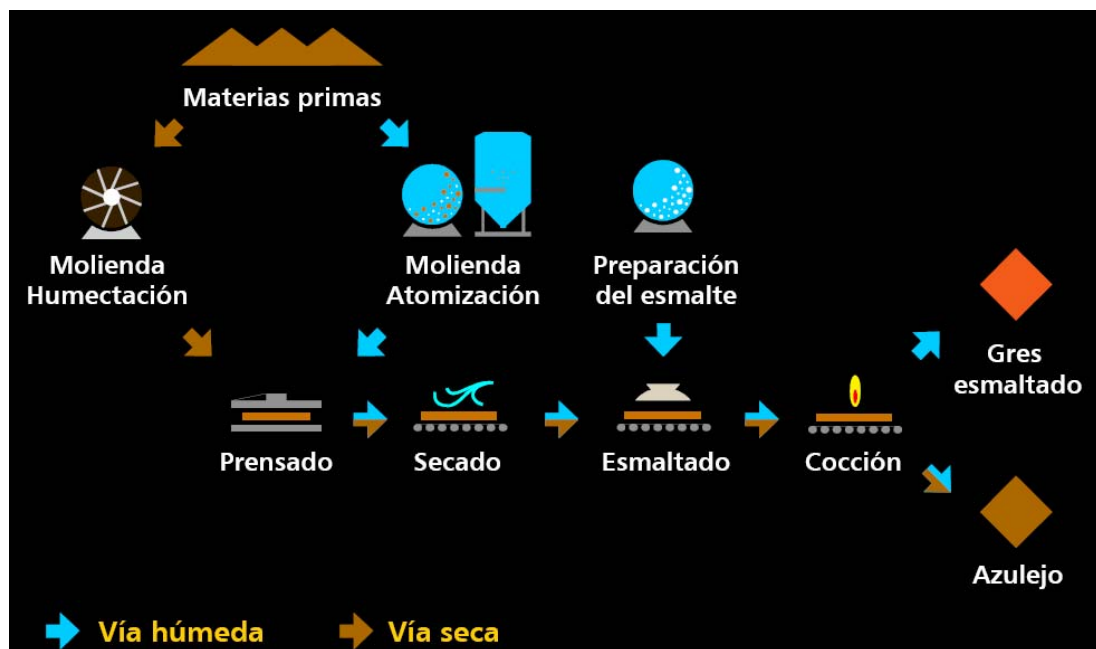 Materias primas
Molienda
Humectación
Molienda
Atomización
Preparación
del esmalte
Gres
esmaltado
Prensado
Secado
Esmaltado
Cocción
Azulejo
Vía húmeda
Vía seca